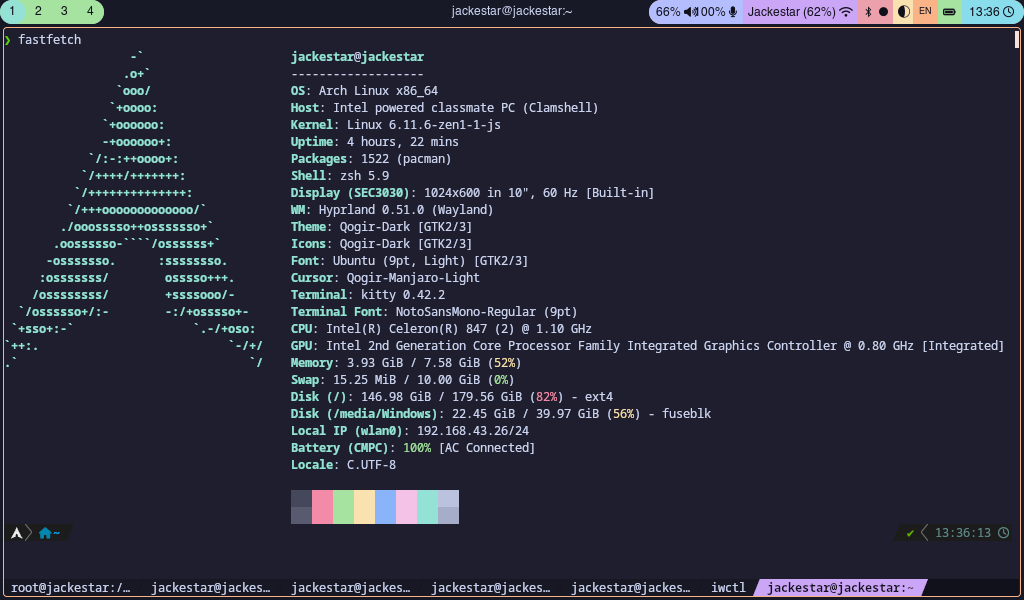 1 2 3 4 jackestar@jackestar:~ 66% 100% Jackestar (62%) EN 13:36
❯ fastfetch
-` jackestar@jackestar
.o+` -------------------
`ooo/ OS: Arch Linux x86_64
`+oooo: Host: Intel powered classmate PC (Clamshell)
`+oooooo: Kernel: Linux 6.11.6-zen1-1-js
-+oooooo+: Uptime: 4 hours, 22 mins
`/:-:++oooo+: Packages: 1522 (pacman)
`/++++/+++++++: Shell: zsh 5.9
`/++++++++++++++: Display (SEC3030): 1024x600 in 10", 60 Hz [Built-in]
`/+++ooooooooooooo/` WM: Hyprland 0.51.0 (Wayland)
./ooosssso++osssssso+` Theme: Qogir-Dark [GTK2/3]
.oossssso-````/ossssss+` Icons: Qogir-Dark [GTK2/3]
-osssssso. :ssssssso. Font: Ubuntu (9pt, Light) [GTK2/3]
:osssssss/ osssso+++. Cursor: Qogir-Manjaro-Light
/ossssssss/ +ssssooo/- Terminal: kitty 0.42.2
`/ossssso+/:- -:/+osssso+- Terminal Font: NotoSansMono-Regular (9pt)
`+sso+:-` `.-/+oso: CPU: Intel(R) Celeron(R) 847 (2) @ 1.10 GHz
`++:. `-/+/ GPU: Intel 2nd Generation Core Processor Family Integrated Graphics Controller @ 0.80 GHz [Integrated]
.` `/ Memory: 3.93 GiB / 7.58 GiB (52%)
Swap: 15.25 MiB / 10.00 GiB (0%)
Disk (/): 146.98 GiB / 179.56 GiB (82%) - ext4
Disk (/media/Windows): 22.45 GiB / 39.97 GiB (56%) - fuseblk
Local IP (wlan0): 192.168.43.26/24
Battery (CMPC): 100% [AC Connected]
Locale: C.UTF-8
~ ✔ 13:36:13
root@jackestar:/… jackestar@jackes… jackestar@jackes… jackestar@jackes… jackestar@jackes… iwctl jackestar@jackestar:~